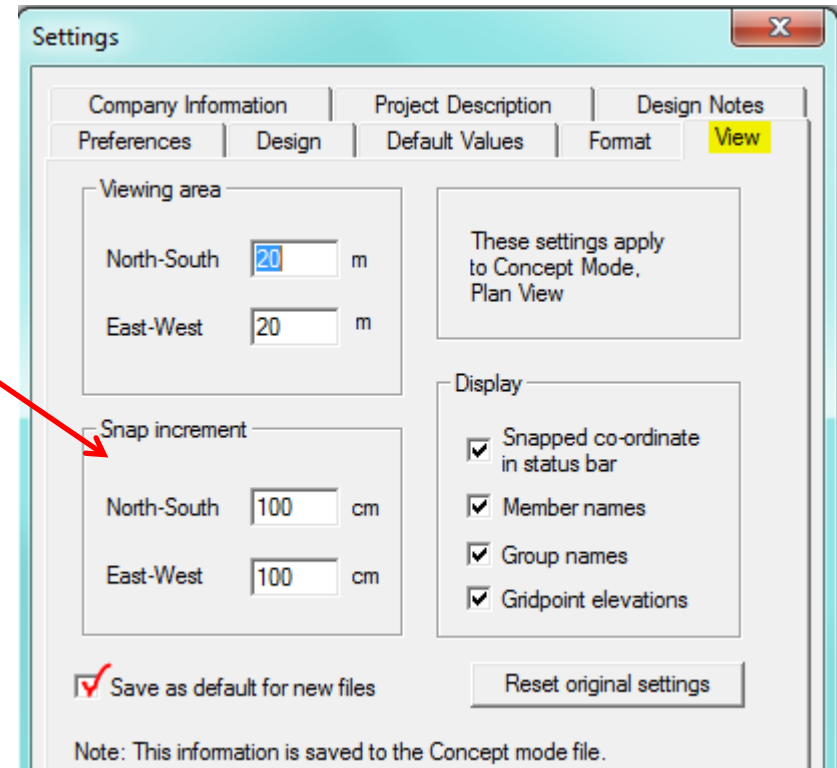 Settings
Company Information
Project Description
Design Notes
Preferences
Design
Default Values
Format
View
Viewing area
North-South 20 m
East-West 20 m
These settings apply
to Concept Mode,
Plan View
Snap increment
North-South 100 cm
East-West 100 cm
Display
Snapped co-ordinate
in status bar
Member names
Group names
Gridpoint elevations
Save as default for new files
Reset original settings
Note: This information is saved to the Concept mode file.